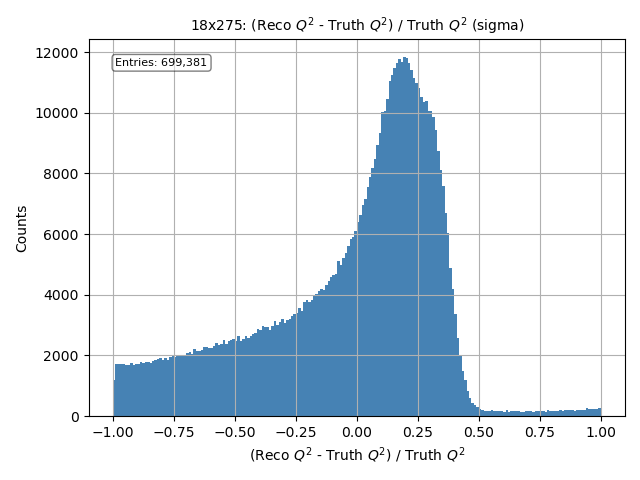 18x275: (Reco Q² - Truth Q²) / Truth Q² (sigma)
Entries: 699,381
12000
10000
8000
6000
4000
2000
0
Counts
−1.00 −0.75 −0.50 −0.25 0.00 0.25 0.50 0.75 1.00
(Reco Q² - Truth Q²) / Truth Q²